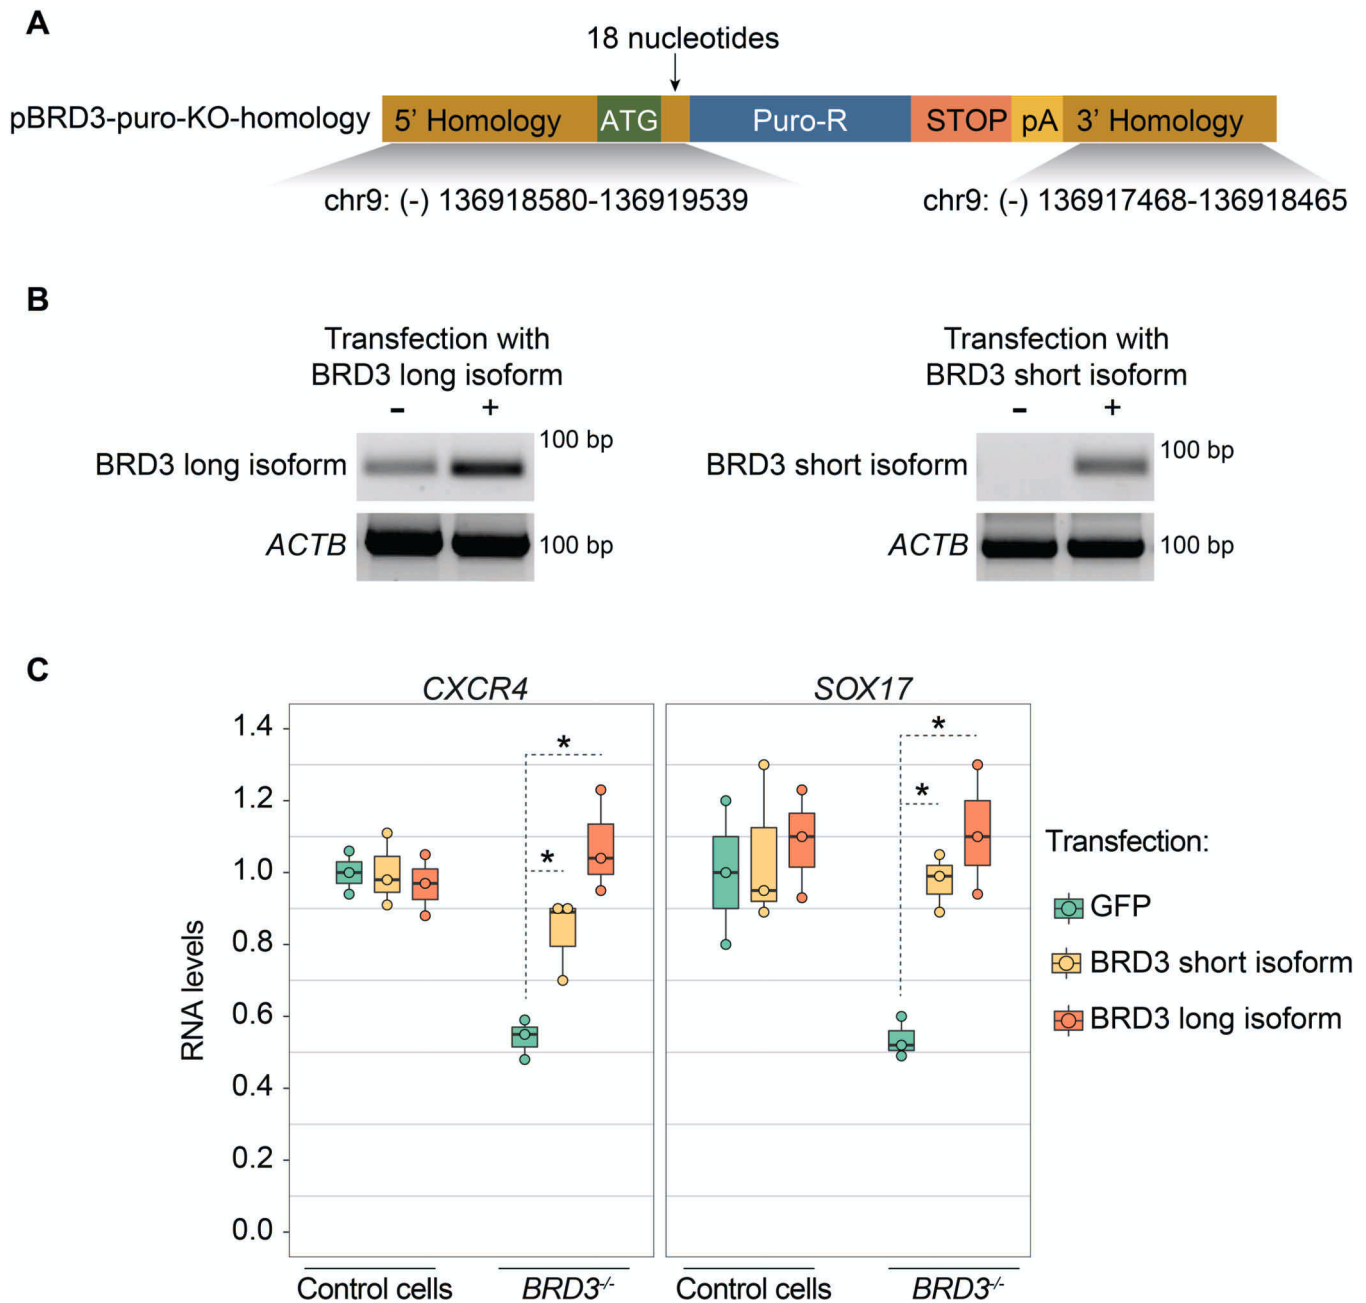 A
18 nucleotides
pBRD3-puro-KO-homology
5’ Homology ATG Puro-R STOP pA 3’ Homology
chr9: (-) 136918580-136919539
chr9: (-) 136917468-136918465
B
Transfection with
BRD3 long isoform
- +
100 bp
BRD3 long isoform
ACTB
100 bp
Transfection with
BRD3 short isoform
- +
100 bp
BRD3 short isoform
ACTB
100 bp
C
CXCR4
SOX17
RNA levels
1.4
1.2
1.0
0.8
0.6
0.4
0.2
0.0
*
*
*
*
Control cells
BRD3-/-
Control cells
BRD3-/-
Transfection:
GFP
BRD3 short isoform
BRD3 long isoform